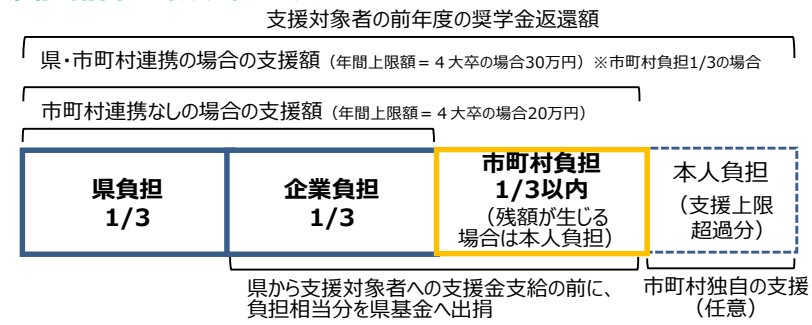 支援対象者の前年度の奨学金返還額
県・市町村連携の場合の支援額（年間上限額＝４大卒の場合30万円）※市町村負担1/3の場合
市町村連携なしの場合の支援額（年間上限額＝４大卒の場合20万円）
県負担
1/3
企業負担
1/3
市町村負担
1/3以内
（残額が生じる
場合は本人負担）
本人負担
（支援上限
超過分）
県から支援対象者への支援金支給の前に、
負担相当分を県基金へ出捐
市町村独自の支援
（任意）